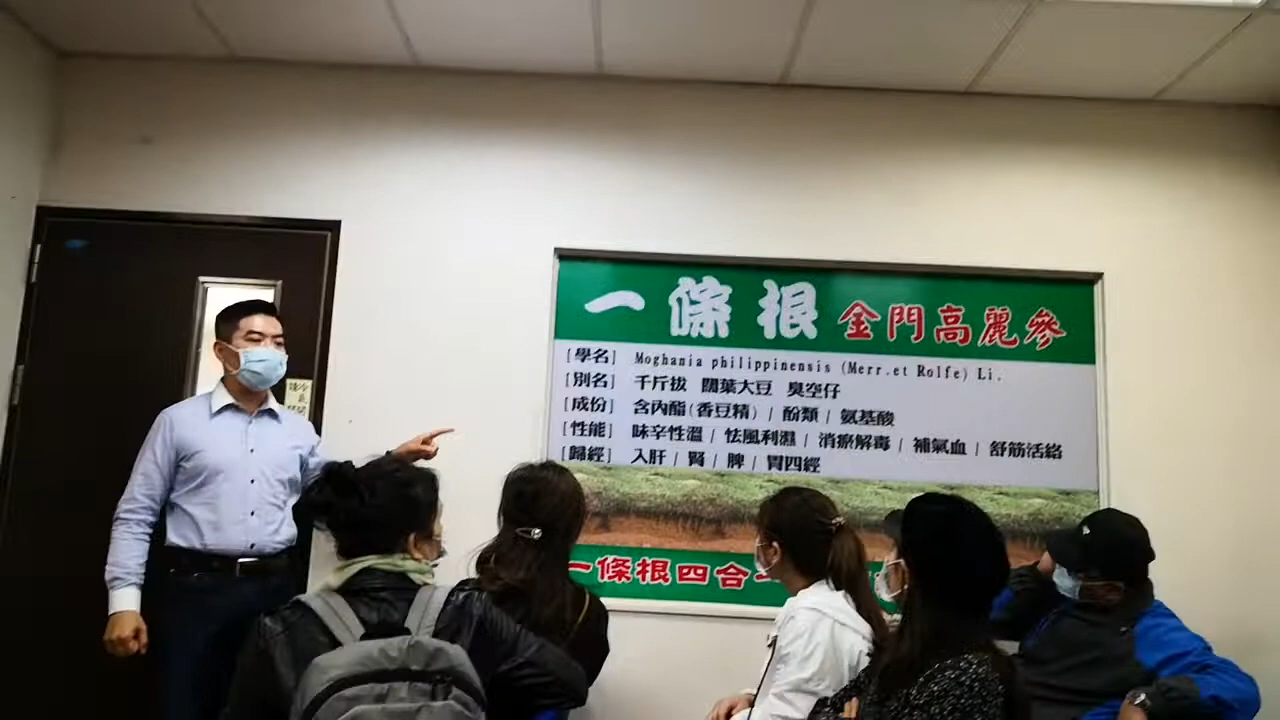 一條根 金門高麗參
[學名] Moghania philippinensis (Merr.et Rolfe) Li.
[別名] 千斤拔 闊葉大豆 臭空仔
[成份] 含內酯(香豆精) / 酚類 / 氨基酸
[性能] 味辛性溫 / 怯風利濕 / 消瘀解毒 / 補氣血 / 舒筋活絡
[歸經] 入肝 / 腎 / 脾 / 胃四經
一條根四合一